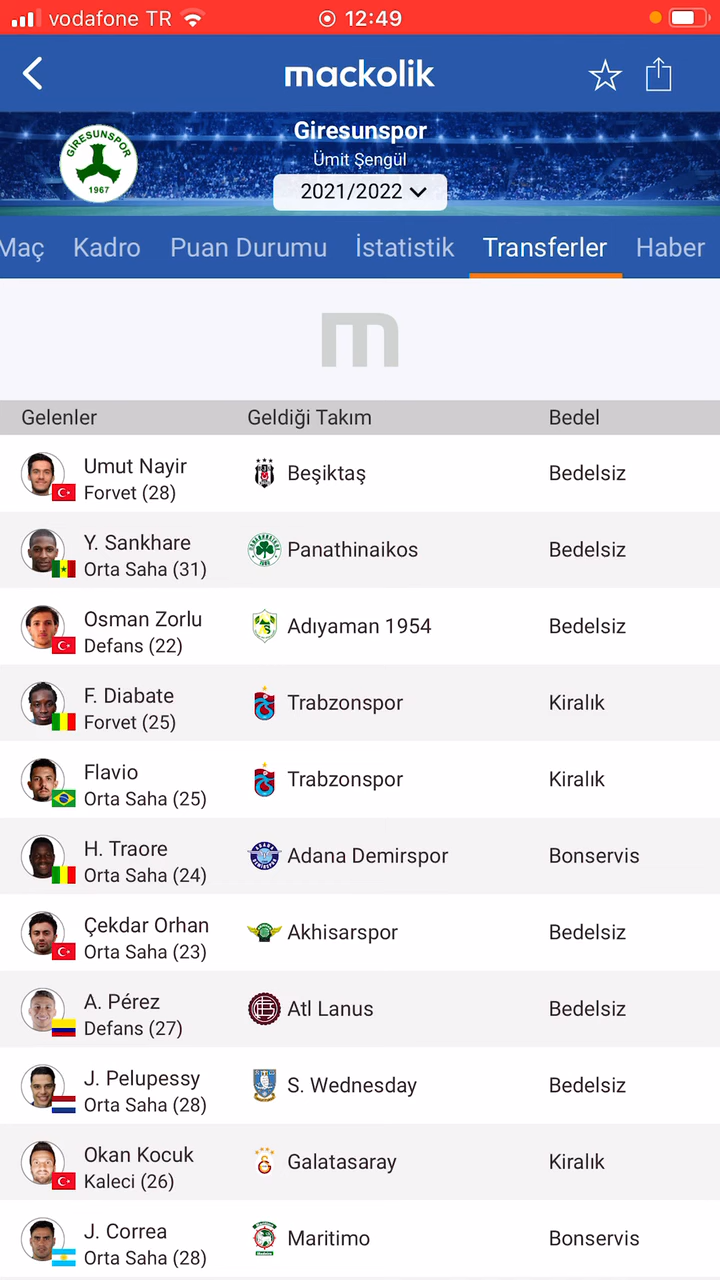 vodafone TR 12:49
mackolik
GİRESUNSPOR
1967
Giresunspor
Ümit Şengül
2021/2022
Maç Kadro Puan Durumu İstatistik Transferler Haber
m
Gelenler Geldiği Takım Bedel
Umut Nayir
Forvet (28)
Beşiktaş
Bedelsiz
Y. Sankhare
Orta Saha (31)
Panathinaikos
Bedelsiz
Osman Zorlu
Defans (22)
Adıyaman 1954
Bedelsiz
F. Diabate
Forvet (25)
Trabzonspor
Kiralık
Flavio
Orta Saha (25)
Trabzonspor
Kiralık
H. Traore
Orta Saha (24)
Adana Demirspor
Bonservis
Çekdar Orhan
Orta Saha (23)
Akhisarspor
Bedelsiz
A. Pérez
Defans (27)
Atl Lanus
Bedelsiz
J. Pelupessy
Orta Saha (28)
S. Wednesday
Bedelsiz
Okan Kocuk
Kaleci (26)
Galatasaray
Kiralık
J. Correa
Orta Saha (28)
Maritimo
Bonservis